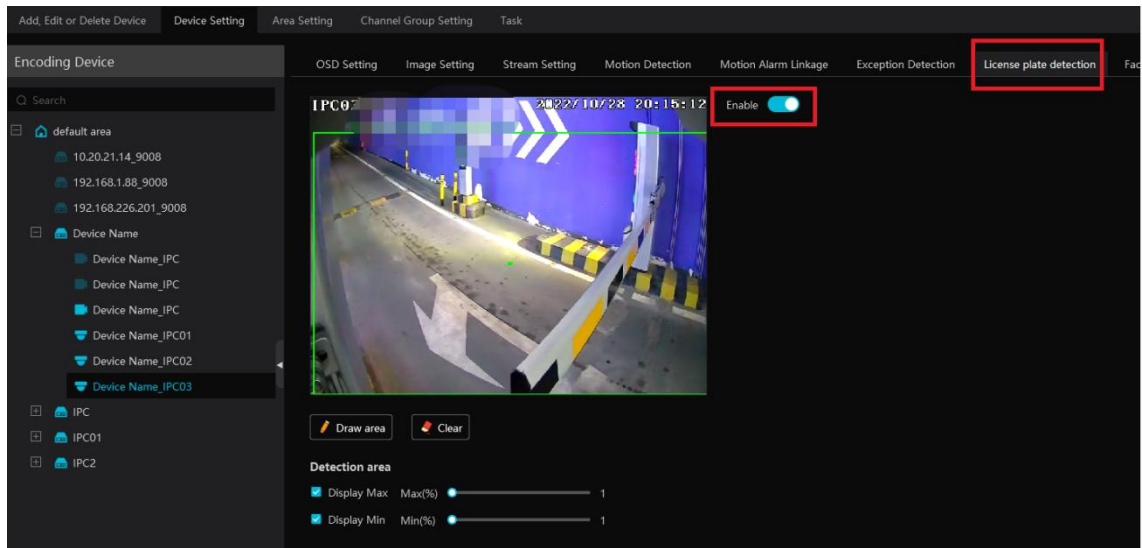 Add, Edit or Delete Device Device Setting Area Setting Channel Group Setting Task
Encoding Device
OSD Setting Image Setting Stream Setting Motion Detection Motion Alarm Linkage Exception Detection License plate detection Fac
Search
IPC03 2022/10/28 20:15:12
Enable
default area
10.20.21.14_9008
192.168.1.88_9008
192.168.226.201_9008
Device Name
Device Name_IPC
Device Name_IPC
Device Name_IPC
Device Name_IPC01
Device Name_IPC02
Device Name_IPC03
IPC
IPC01
IPC2
Draw area Clear
Detection area
Display Max Max(%) 1
Display Min Min(%) 1